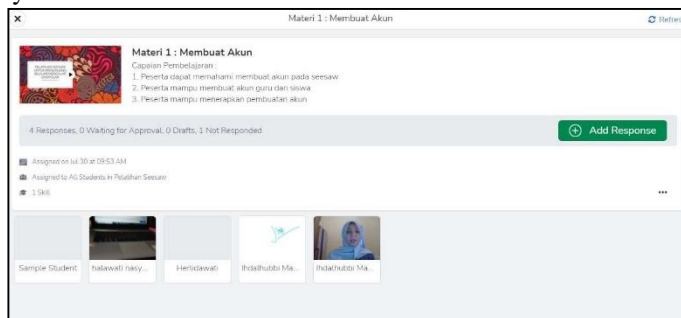 Materi 1 : Membuat Akun
Refres
Materi 1 : Membuat Akun
Capaian Pembelajaran :
1. Peserta dapat memahami membuat akun pada seesaw
2. Peserta mampu membuat akun guru dan siswa
3. Peserta mampu menerapkan pembuatan akun
4 Responses, 0 Waiting for Approval, 0 Drafts, 1 Not Responded
Add Response
Assigned on Jul 30 at 09:53 AM
Assigned to All Students in Pelatihan Seesaw
1 Skill
Sample Student
halawati nasy...
Herlidawati
Ihdalhubbi Ma...
Ihdalhubbi Ma...